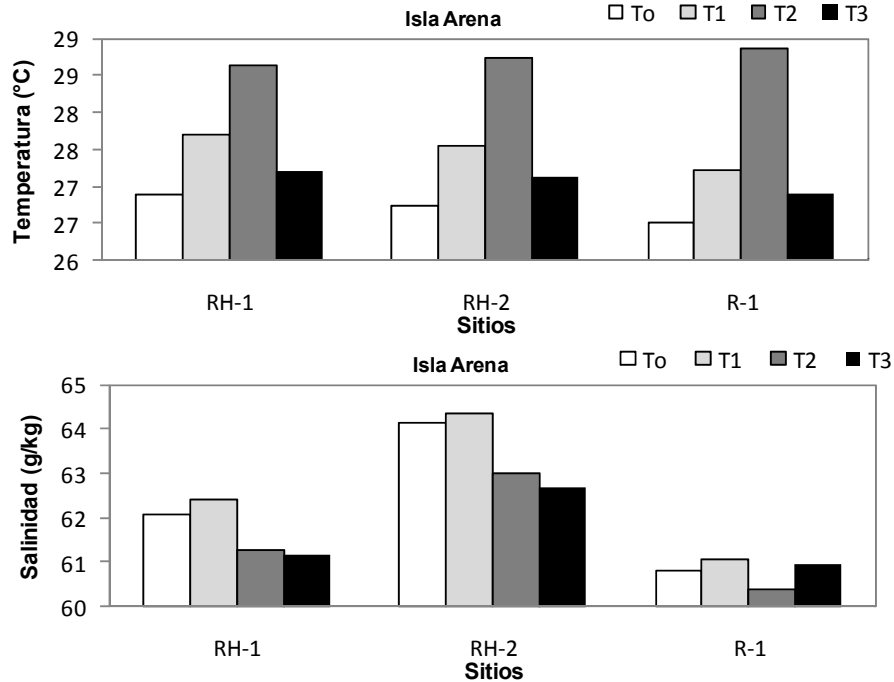 Isla Arena
To T1 T2 T3
Temperatura (°C)
29
29
28
28
27
27
26
RH-1 RH-2 R-1
Sitios
Isla Arena
To T1 T2 T3
Salinidad (g/kg)
65
64
63
62
61
60
RH-1 RH-2 R-1
Sitios